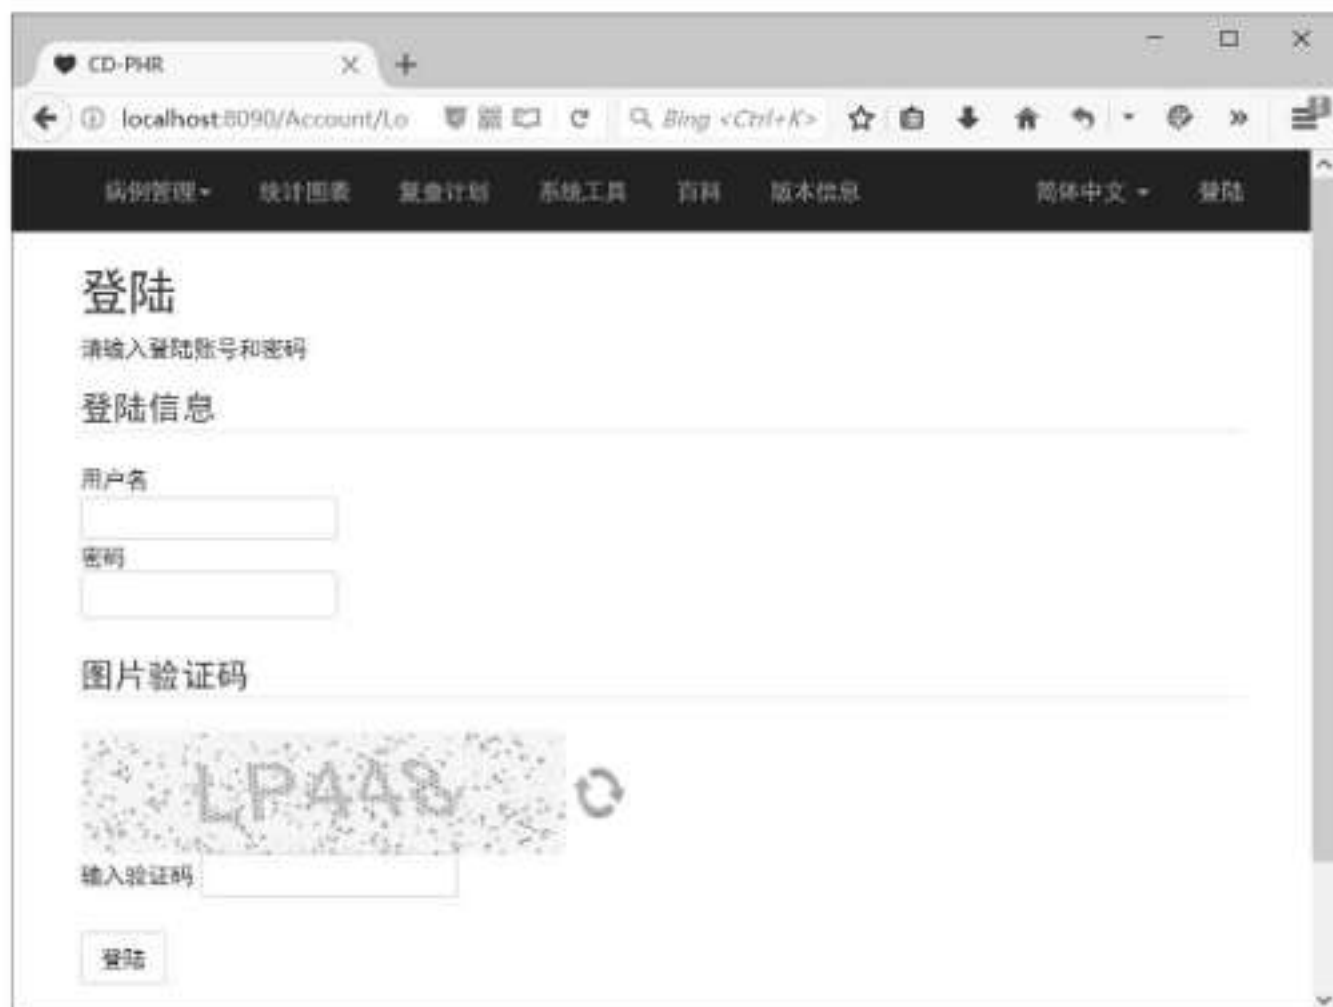 CD-PHR
localhost:8090/Account/Lo
Bing <Ctrl+K>
病例管理 统计图表 复查计划 系统工具 百科 版本信息 简体中文 登陆
登陆
请输入登陆账号和密码
登陆信息
用户名
密码
图片验证码
LP448
输入验证码
登陆